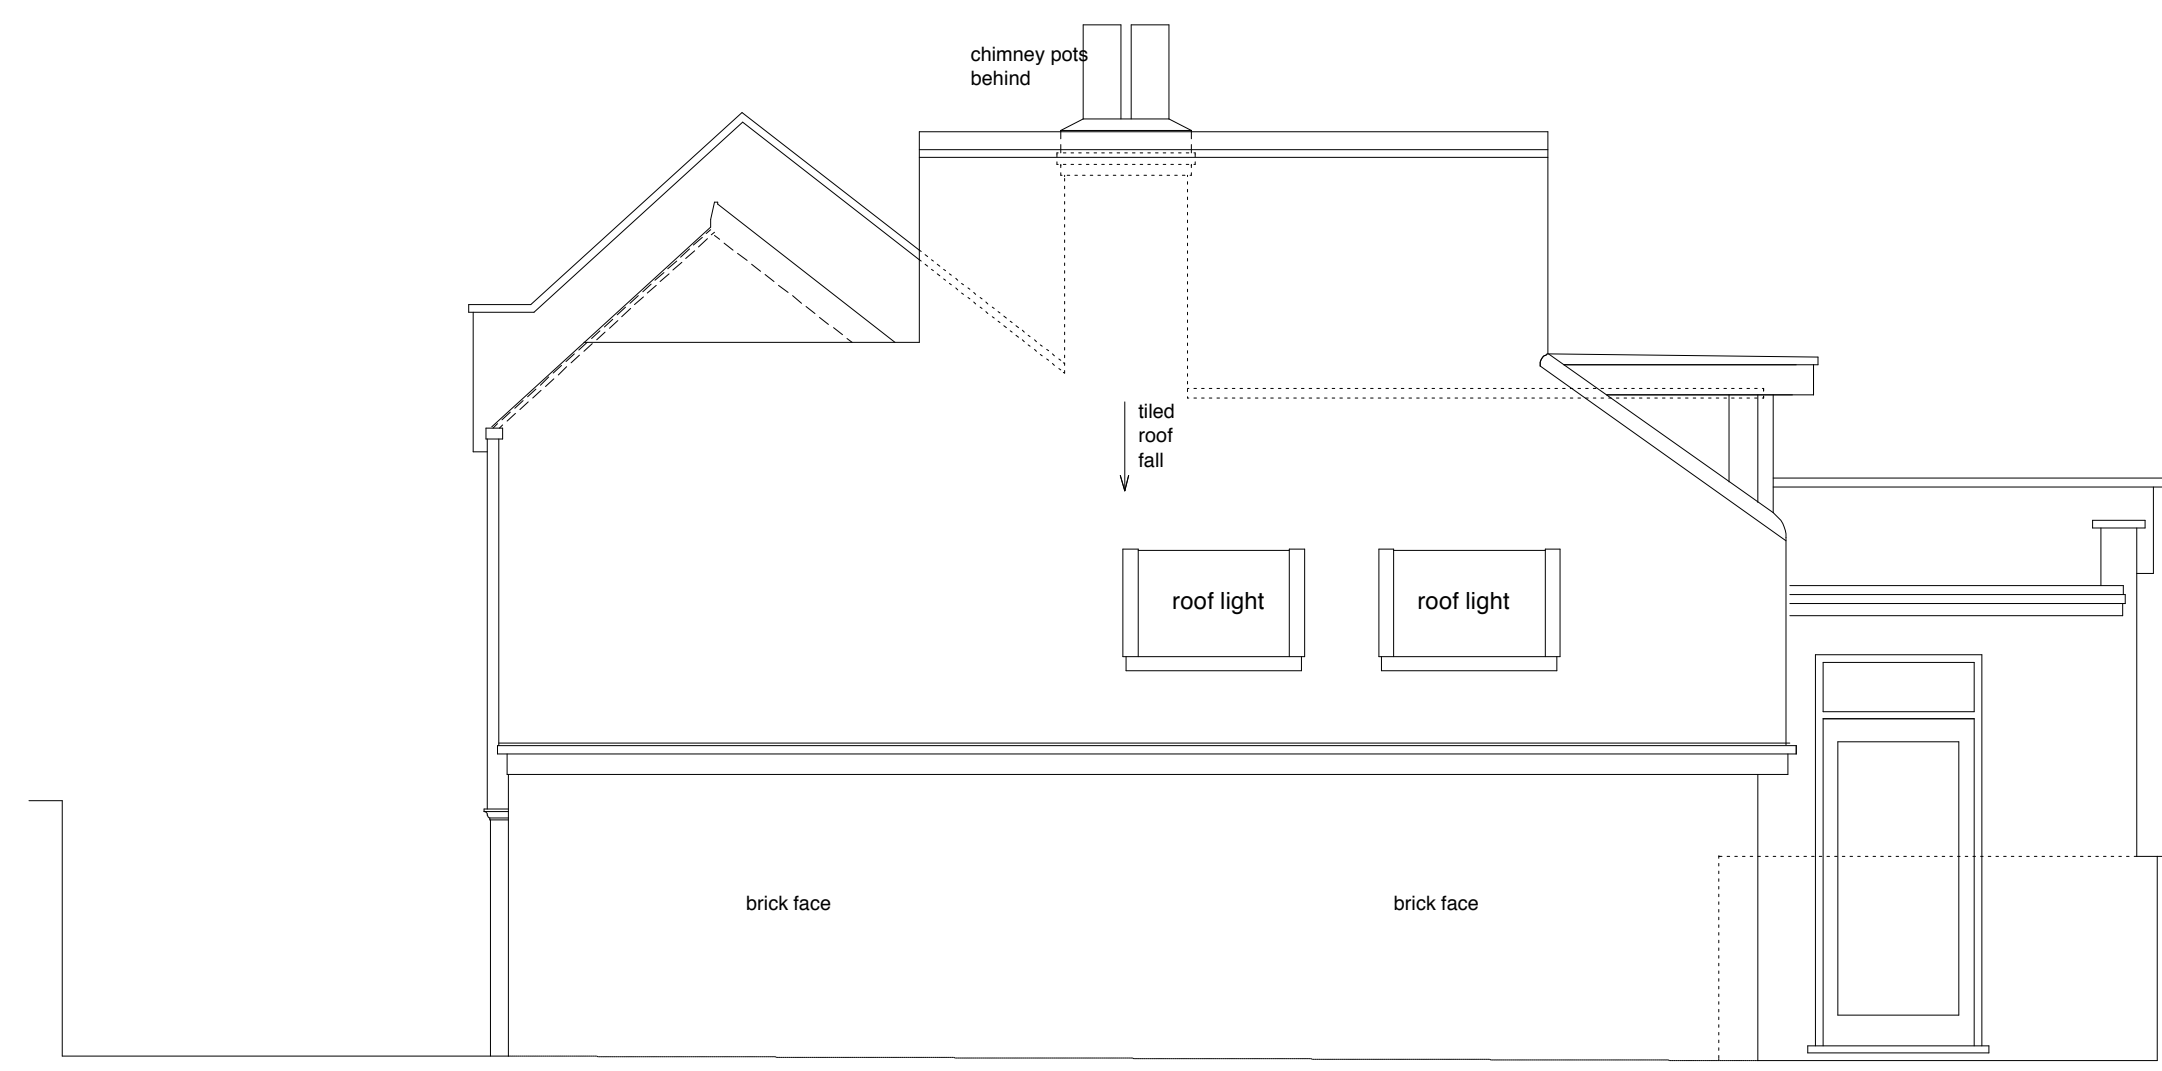 chimney pots
behind
tiled
roof
fall
roof light
roof light
brick face
brick face